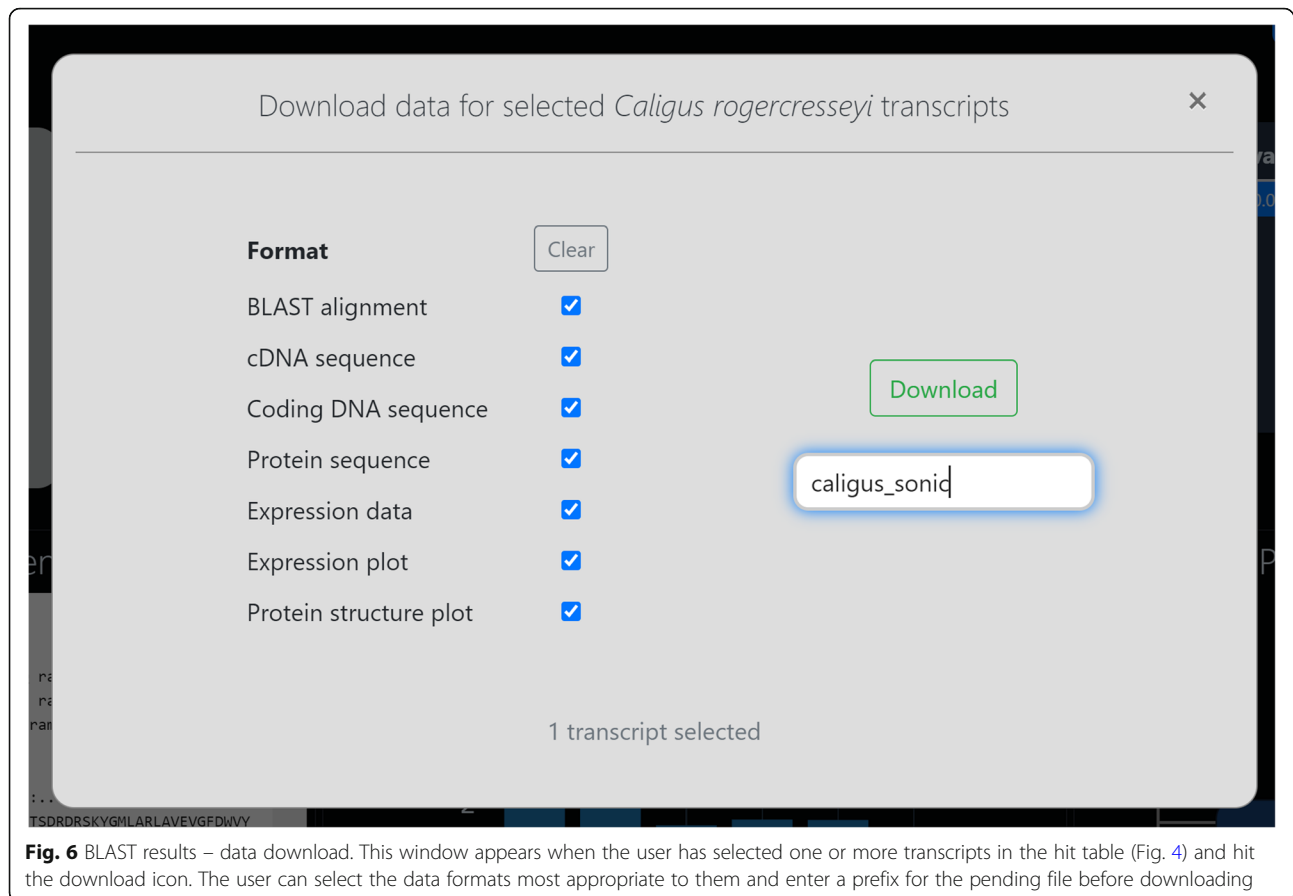 Download data for selected Caligus rogercresseyi transcripts ×
Format Clear
BLAST alignment
cDNA sequence
Coding DNA sequence
Protein sequence
Expression data
Expression plot
Protein structure plot
Download
caligus_sonic
1 transcript selected
TSDRDRSKYGMLARLAVEVGFDWVY
Fig. 6 BLAST results – data download. This window appears when the user has selected one or more transcripts in the hit table (Fig. 4) and hit
the download icon. The user can select the data formats most appropriate to them and enter a prefix for the pending file before downloading